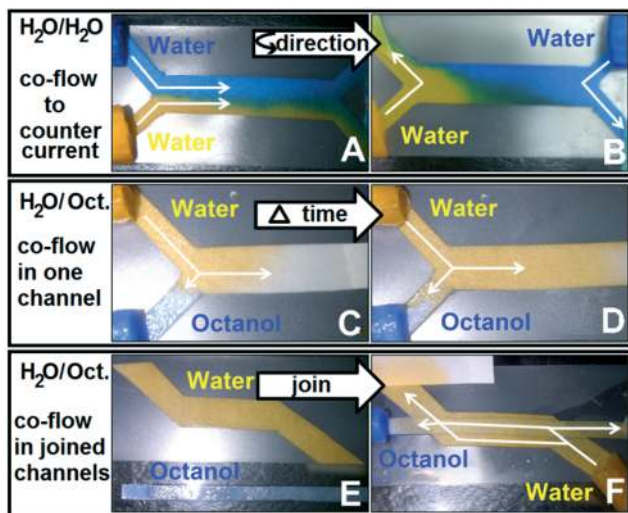 H₂O/H₂O
co-flow
to
counter
current
Water
Water
A
direction
Water
Water
B
H₂O/Oct.
co-flow
in one
channel
Water
Octanol
C
Δ time
Water
Octanol
D
H₂O/Oct.
co-flow
in joined
channels
Water
Octanol
E
join
Octanol
Water
F